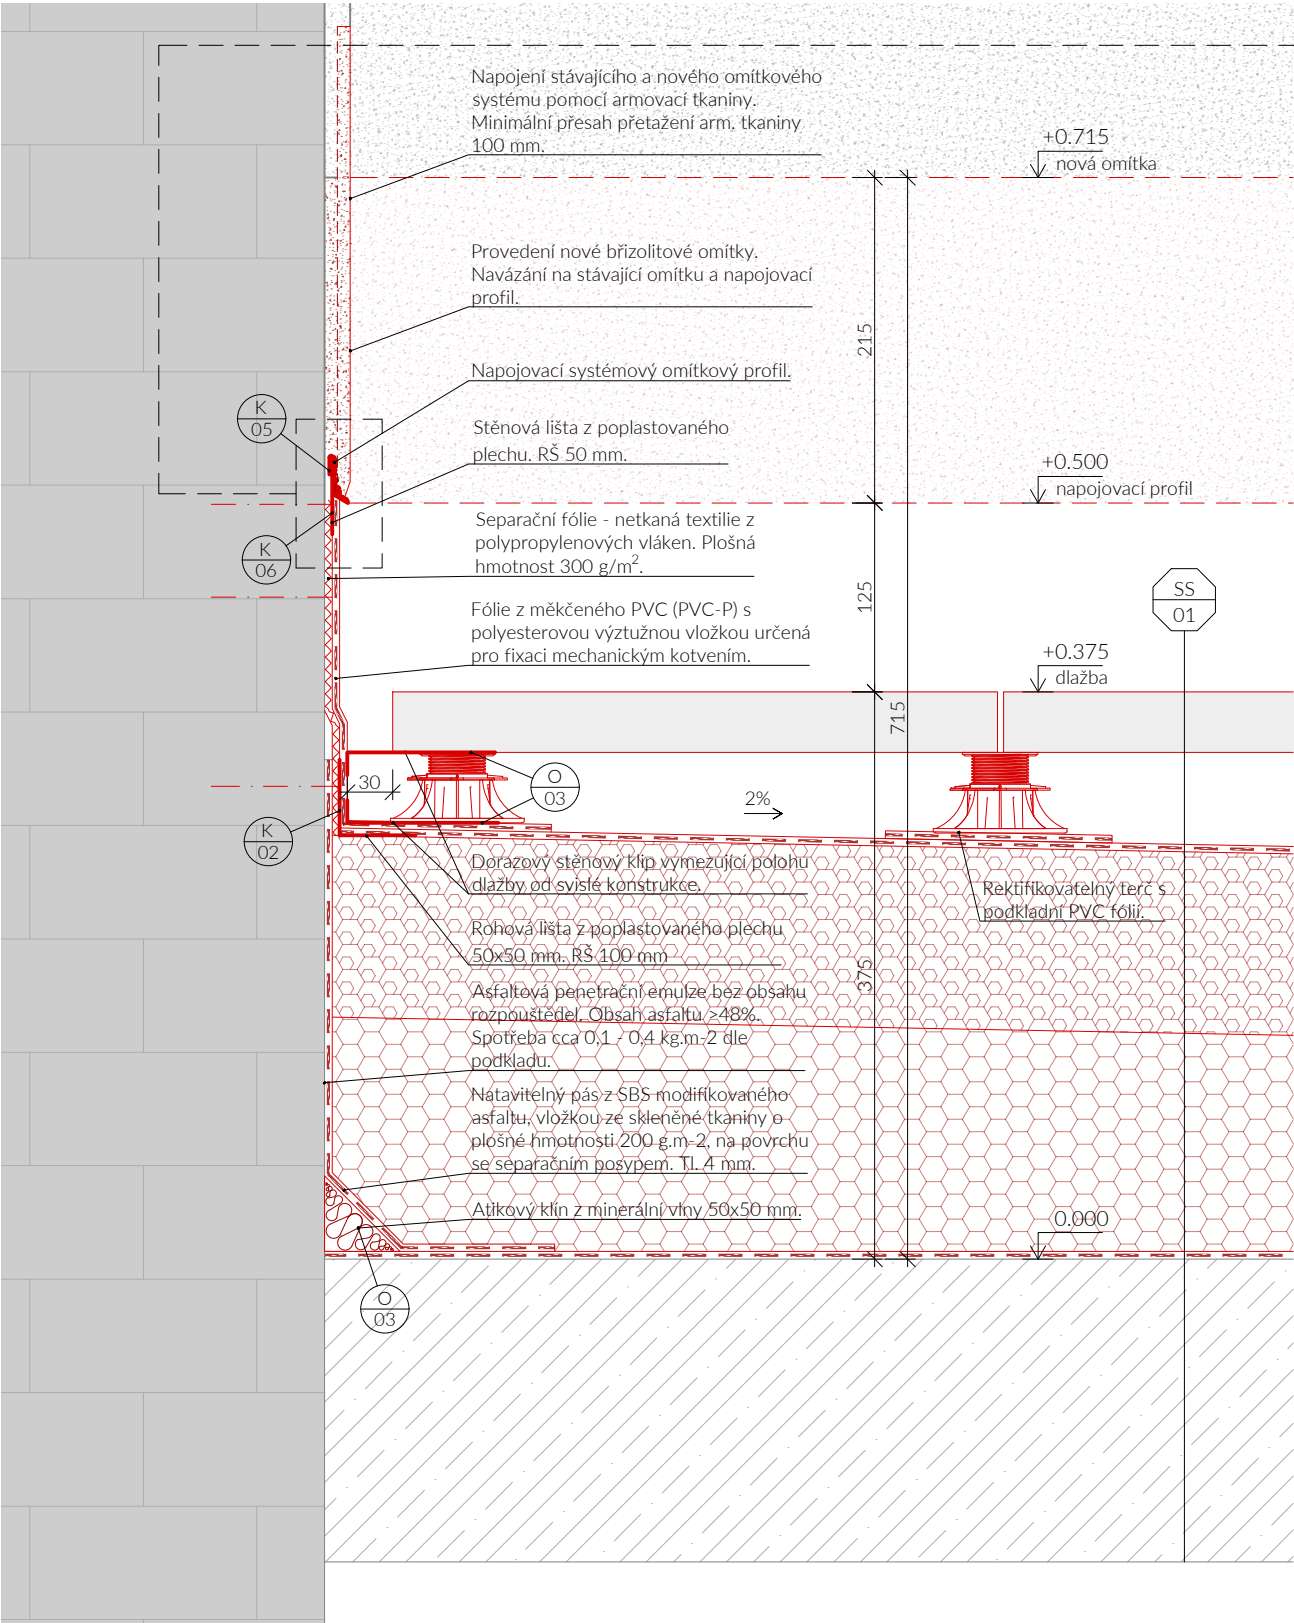 Napojení stávajícího a nového omítkového
systému pomocí armovací tkaniny.
Minimální přesah přetažení arm. tkaniny
100 mm.
+0.715
nová omítka
Provedení nové břizolitové omítky.
Navázání na stávající omítku a napojovací
profil.
215
Napojovací systémový omítkový profil.
K
05
Stěnová lišta z poplastovaného
plechu. RŠ 50 mm.
+0.500
napojovací profil
Separační fólie - netkaná textilie z
polypropylenových vláken. Plošná
hmotnost 300 g/m².
K
06
125
SS
01
Fólie z měkčeného PVC (PVC-P) s
polyesterovou výztužnou vložkou určená
pro fixaci mechanickým kotvením.
+0.375
dlažba
715
30
O
03
2%
K
02
Dorazový stěnový klip vymezující polohu
dlažby od svislé konstrukce.
Rektifikovatelný terč s
podkladní PVC fólií.
Rohová lišta z poplastovaného plechu
50x50 mm. RŠ 100 mm
375
Asfaltová penetrační emulze bez obsahu
rozpouštědel. Obsah asfaltu >48%.
Spotřeba cca 0,1 - 0,4 kg.m-2 dle
podkladu.
Natavitelný pás z SBS modifikovaného
asfaltu, vložkou ze skleněné tkaniny o
plošné hmotnosti 200 g.m-2, na povrchu
se separačním posypem. Tl. 4 mm.
Atikový klín z minerální vlny 50x50 mm.
0.000
O
03